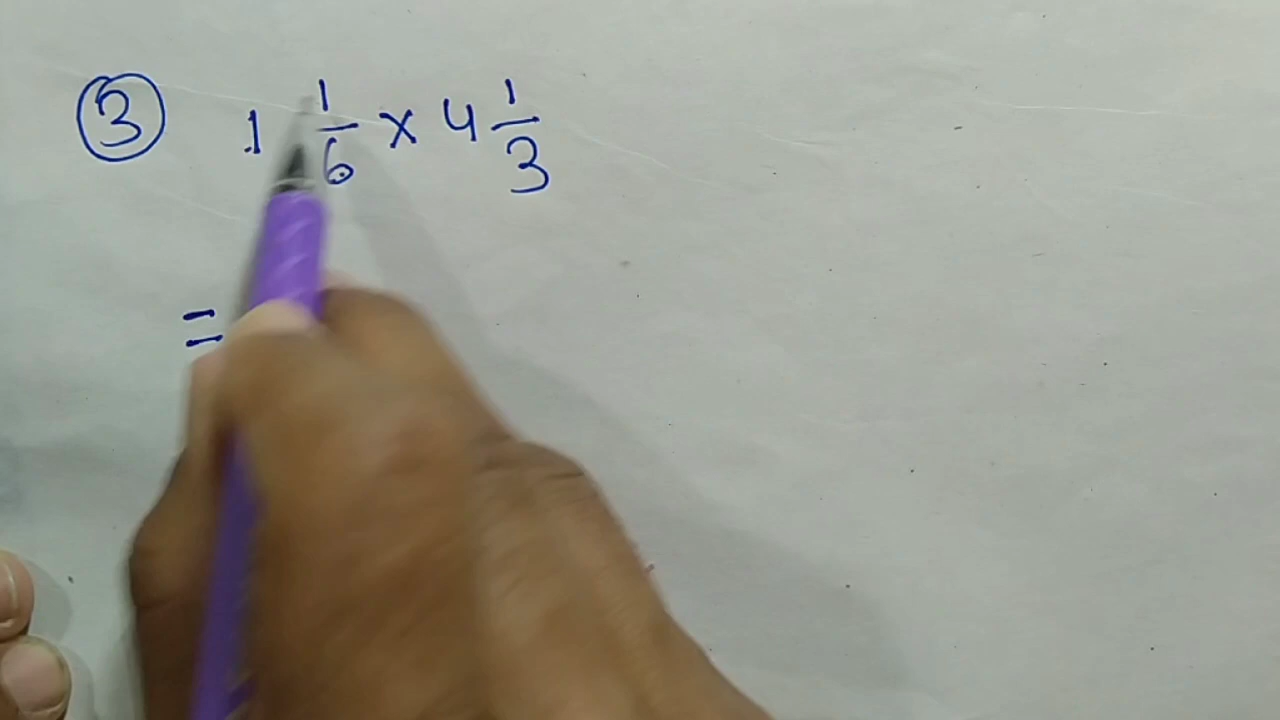 ③ 1 1/6 × 4 1/3
=